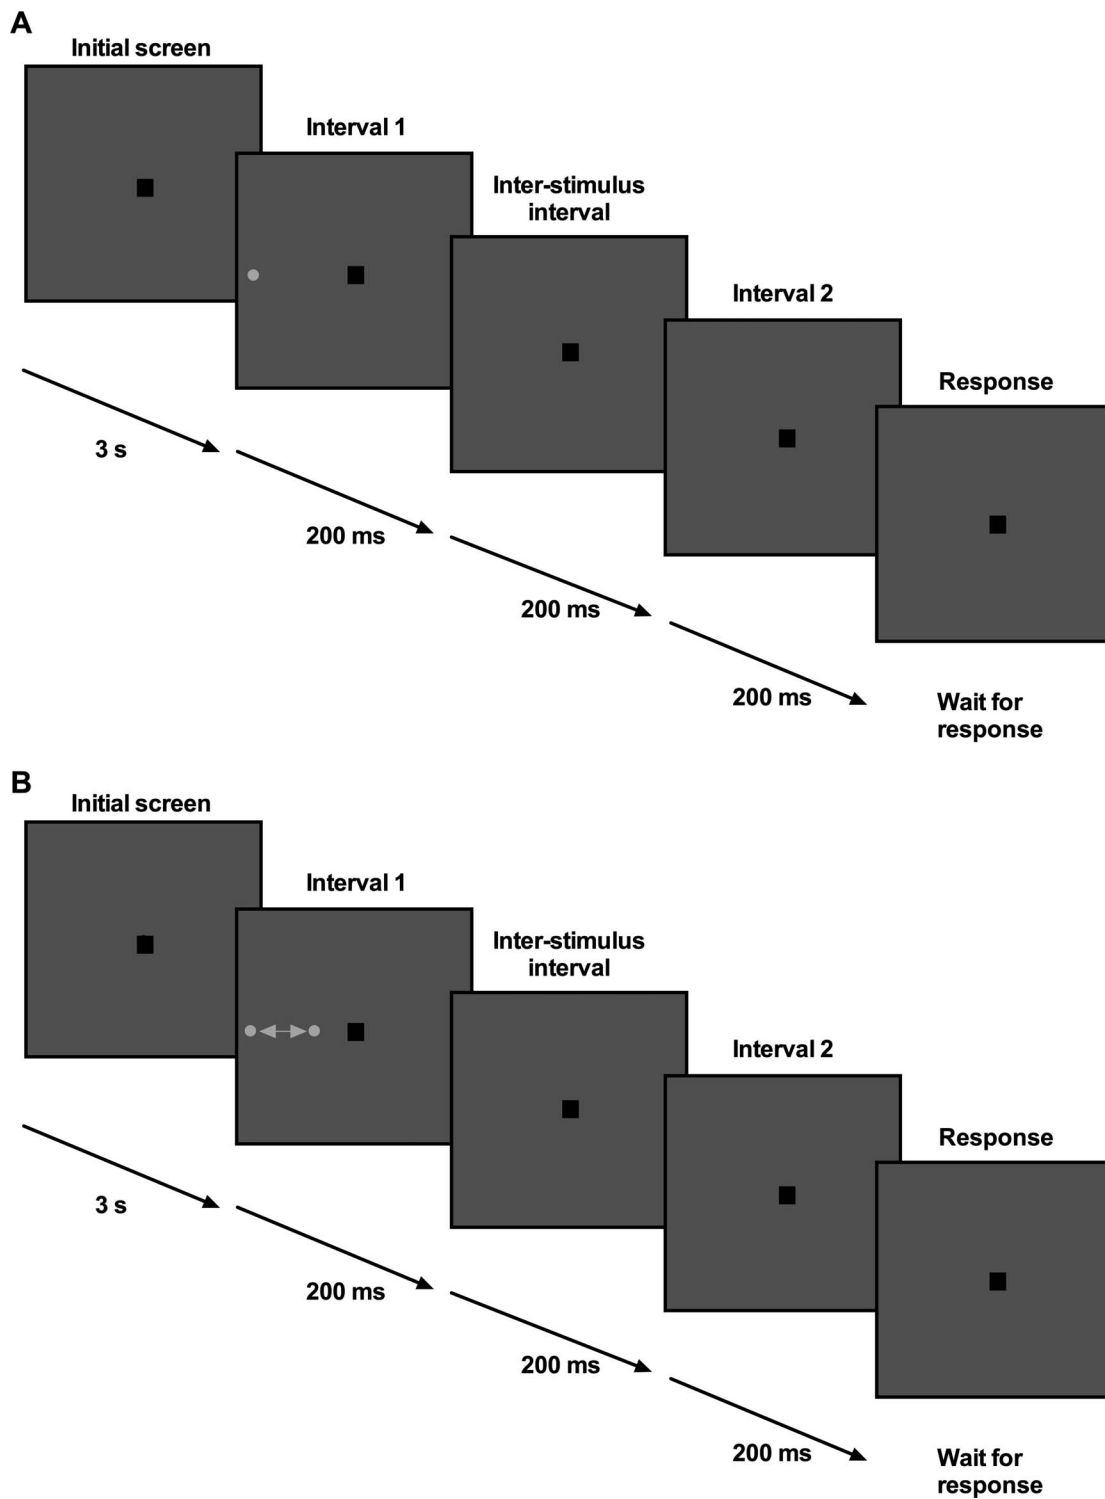 A
Initial screen
Interval 1
Inter-stimulus
interval
Interval 2
Response
3 s
200 ms
200 ms
200 ms
Wait for
response
B
Initial screen
Interval 1
Inter-stimulus
interval
Interval 2
Response
3 s
200 ms
200 ms
200 ms
Wait for
response